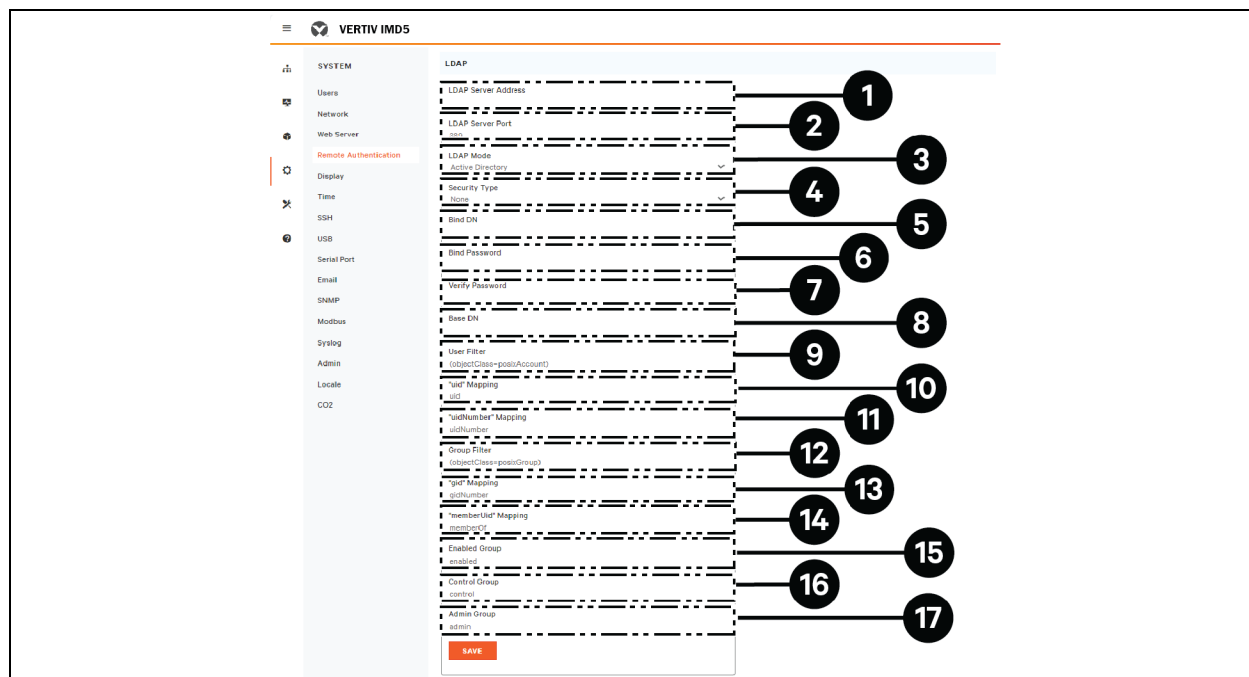 VERTIV IMD5
SYSTEM
Users
Network
Web Server
Remote Authentication
Display
Time
SSH
USB
Serial Port
Email
SNMP
Modbus
Syslog
Admin
Locale
CO2
LDAP
LDAP Server Address
1
LDAP Server Port
389
2
LDAP Mode
Active Directory
3
Security Type
None
4
Bind DN
5
Bind Password
6
Verify Password
7
Base DN
8
User Filter
(objectClass=posixAccount)
9
"uid" Mapping
uid
10
"uidNumber" Mapping
uidNumber
11
Group Filter
(objectClass=posixGroup)
12
"gid" Mapping
gidNumber
13
"memberUid" Mapping
memberOf
14
Enabled Group
enabled
15
Control Group
control
16
Admin Group
admin
17
SAVE